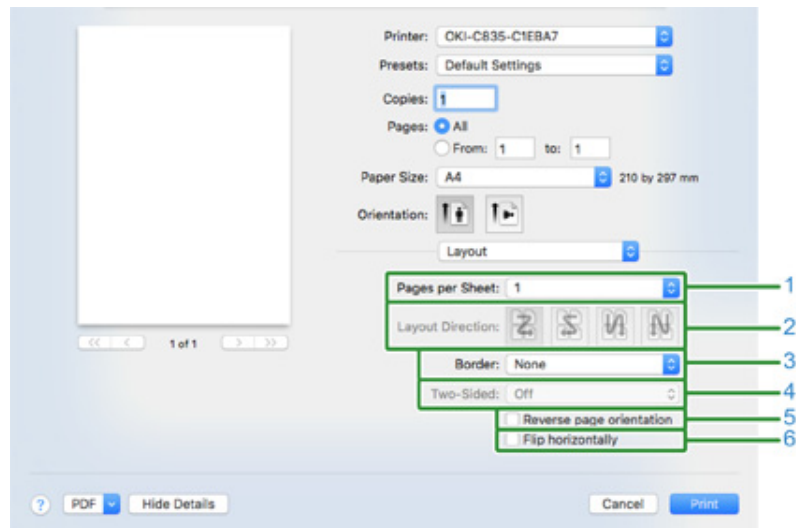 Printer: OKI-C835-C1EBA7
Presets: Default Settings
Copies: 1
Pages: All
From: 1 to: 1
Paper Size: A4 210 by 297 mm
Orientation:
Layout
Pages per Sheet: 1 1
Layout Direction: 2
Border: None 3
Two-Sided: Off 4
Reverse page orientation 5
Flip horizontally 6
<< < 1 of 1 > >>
? PDF Hide Details Cancel Print